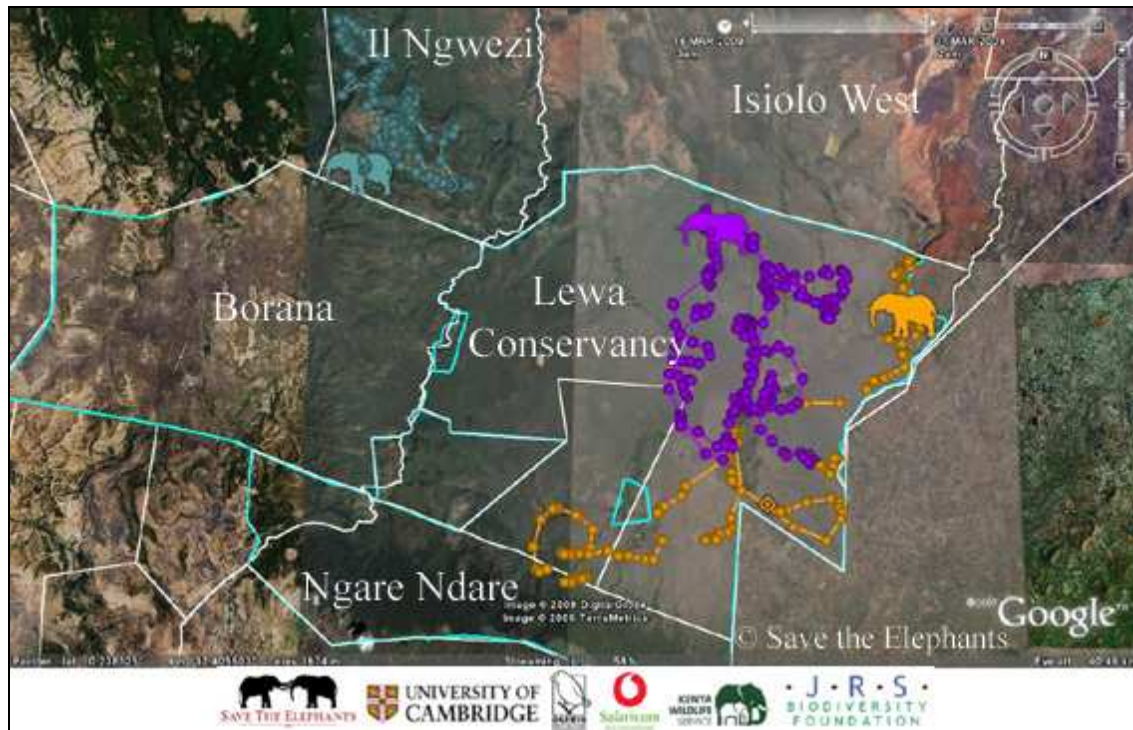 Il Ngwezi
Isiolo West
Borana
Lewa
Conservancy
Ngare Ndare
Image © 2009 DigitalGlobe
Image © 2009 TerraMetrics
Google
© Save the Elephants
SAVE THE ELEPHANTS
UNIVERSITY OF
CAMBRIDGE
Safaricom
KENYA
WILDLIFE
SERVICE
J·R·S
BIODIVERSITY
FOUNDATION